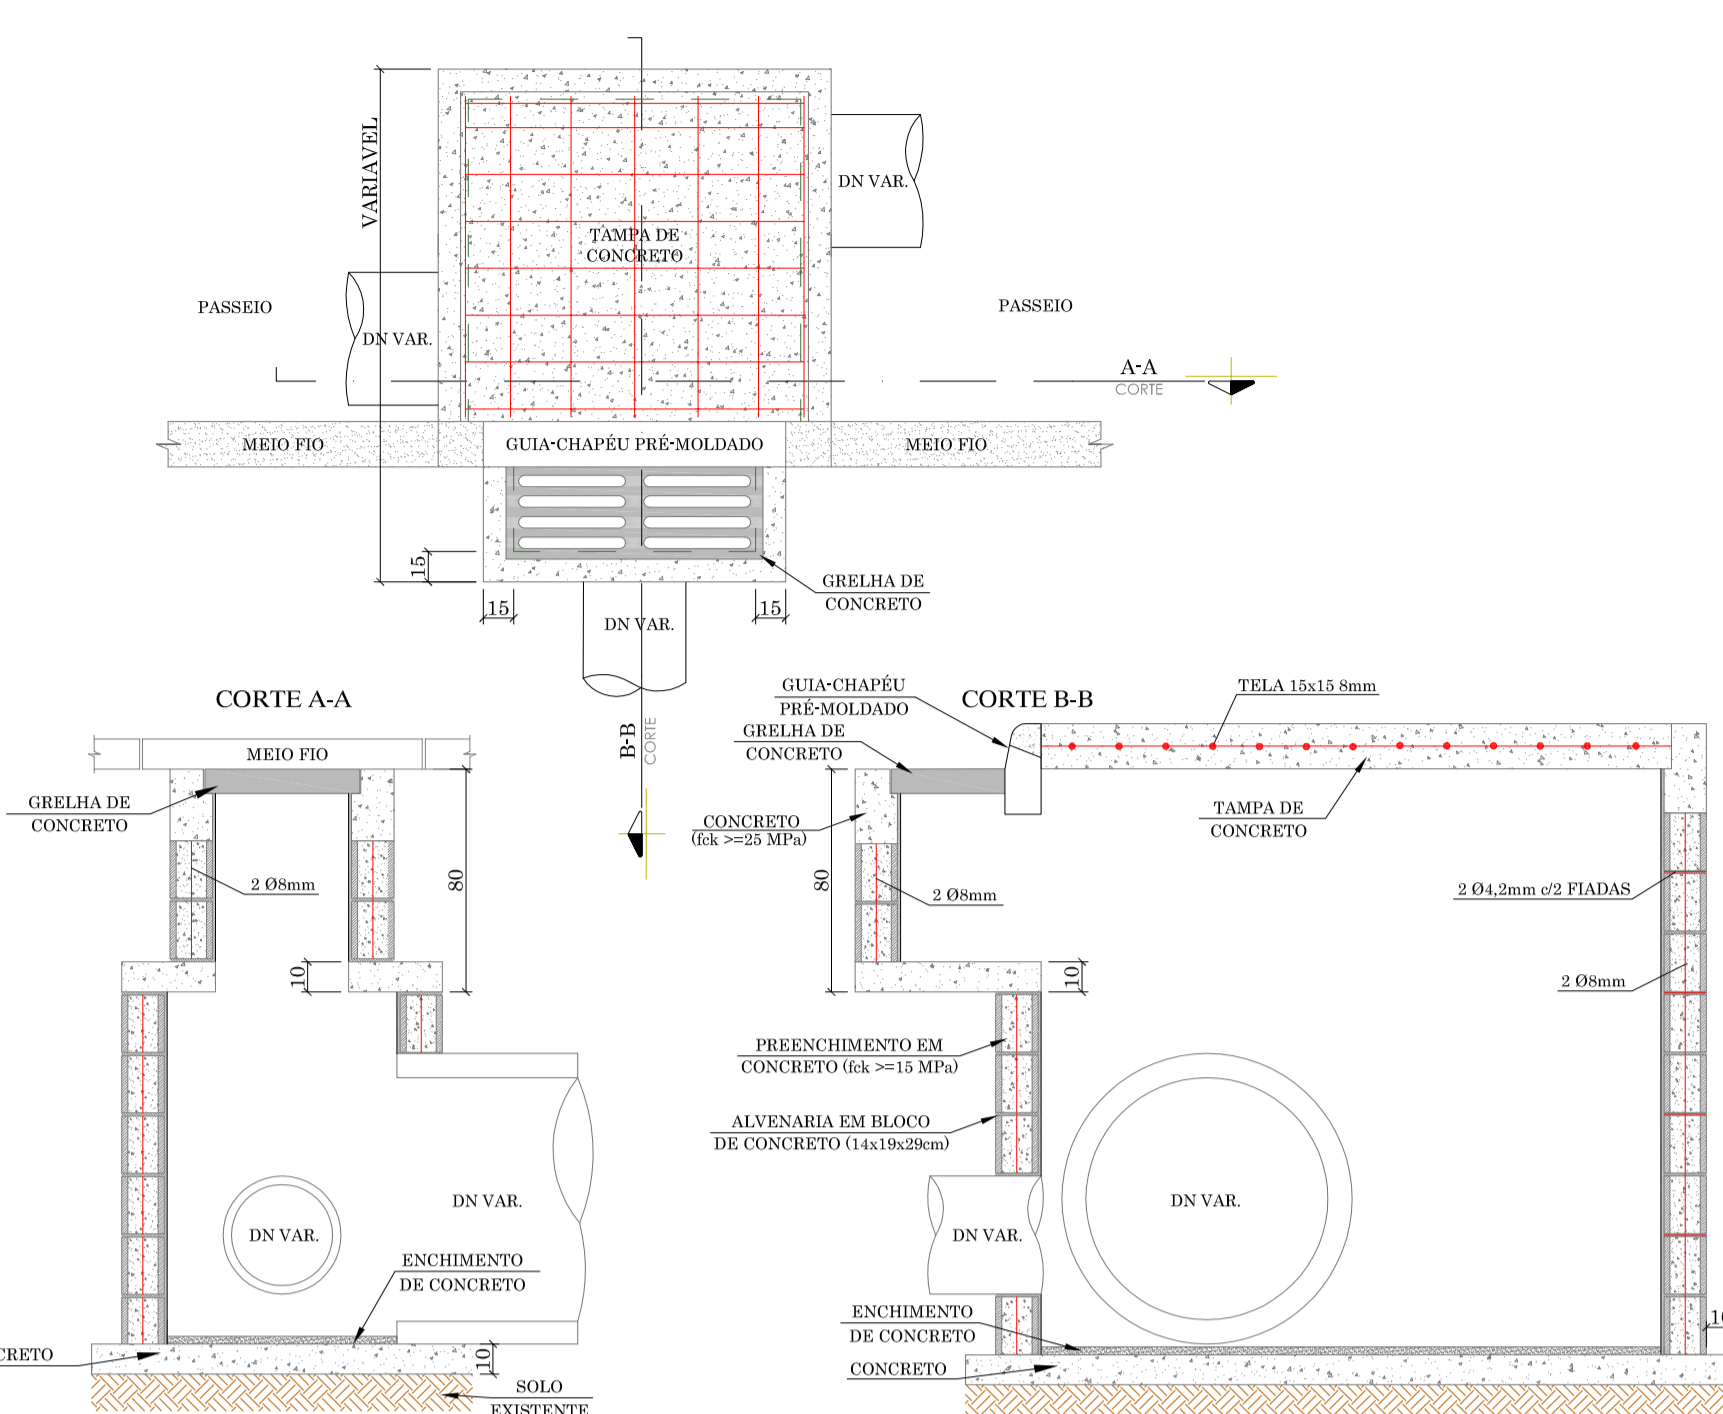 VARIAVEL
DN VAR.
TAMPA DE
CONCRETO
PASSEIO
PASSEIO
DN VAR.
A-A
CORTE
MEIO FIO
GUIA-CHAPÉU PRÉ-MOLDADO
MEIO FIO
15
GRELHA DE
CONCRETO
15
15
DN VAR.
B-B
CORTE
CORTE A-A
MEIO FIO
GRELHA DE
CONCRETO
2 Ø8mm
80
10
DN VAR.
DN VAR.
ENCHIMENTO
DE CONCRETO
CRETO
10
SOLO
EXISTENTE
CORTE B-B
GUIA-CHAPÉU
PRÉ-MOLDADO
GRELHA DE
CONCRETO
TELA 15x15 8mm
CONCRETO
(fck >=25 MPa)
TAMPA DE
CONCRETO
80
2 Ø8mm
2 Ø4,2mm c/2 FIADAS
10
2 Ø8mm
PREENCHIMENTO EM
CONCRETO (fck >=15 MPa)
ALVENARIA EM BLOCO
DE CONCRETO (14x19x29cm)
DN VAR.
DN VAR.
ENCHIMENTO
DE CONCRETO
CONCRETO